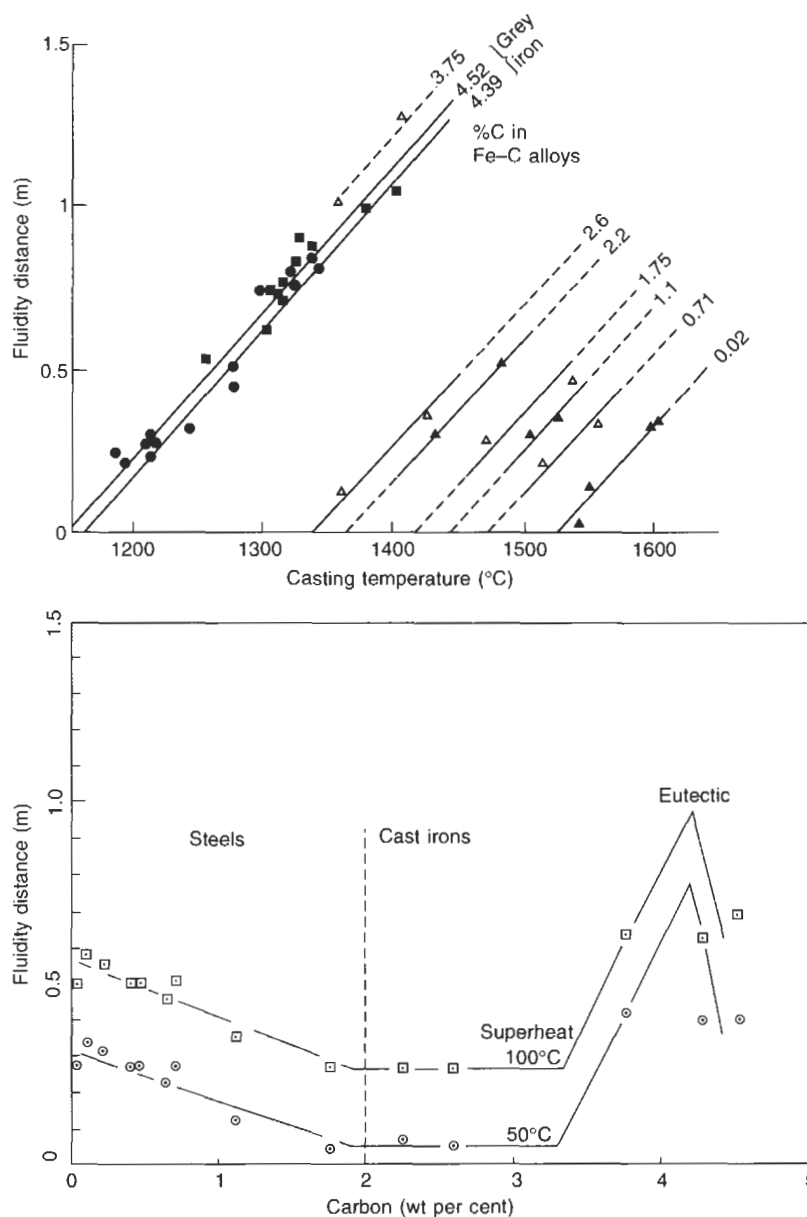 1.5
1
0.5
0
Fluidity distance (m)
3.75
4.52
4.39
Grey
iron
%C in
Fe–C alloys
2.6
2.2
1.75
1.1
0.71
0.02
1200
1300
1400
1500
1600
Casting temperature (°C)
1.5
1.0
0.5
0
Fluidity distance (m)
Steels
Cast irons
Eutectic
Superheat
100°C
50°C
0
1
2
3
4
5
Carbon (wt per cent)